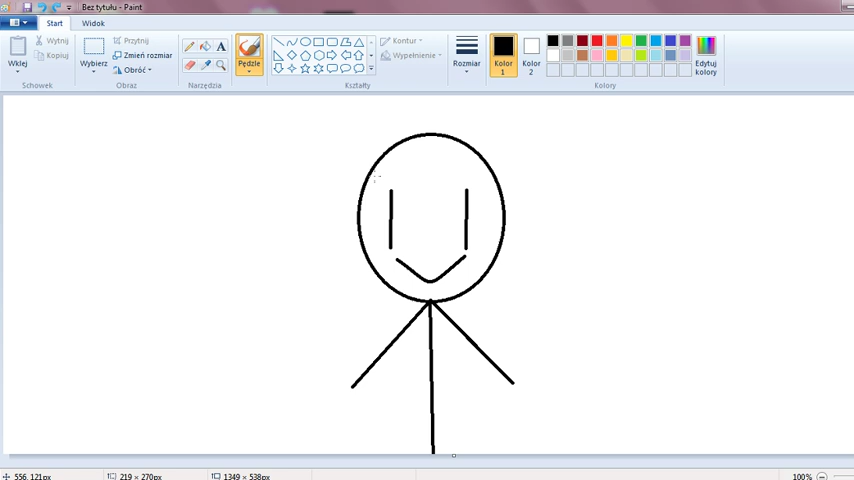 Bez tytułu - Paint
Start Widok
Wklej
Wytnij
Kopiuj
Schowek
Wybierz
Przytnij
Zmień rozmiar
Obróć
Obraz
A
Narzędzia
Pędzle
Kontur
Wypełnienie
Kształty
Rozmiar
Kolor 1
Kolor 2
Edytuj kolory
Kolory
556, 121px
219 × 270px
1349 × 538px
100%